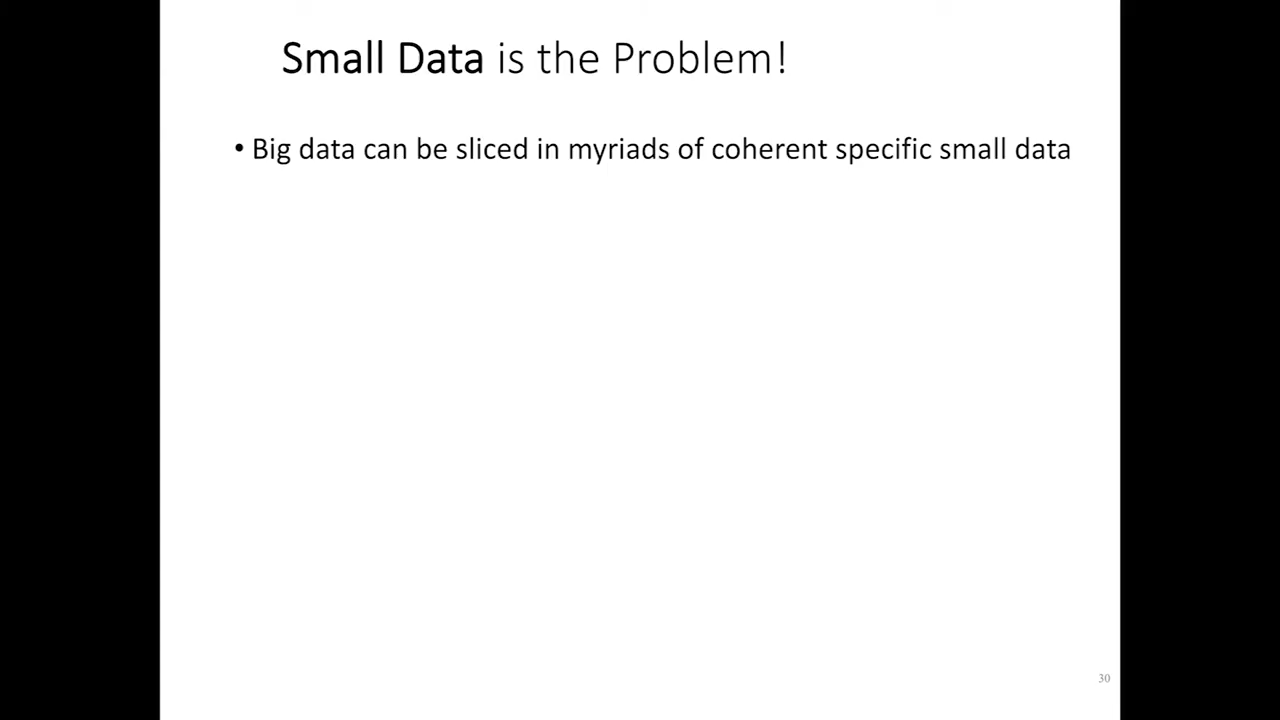 Small Data is the Problem!
• Big data can be sliced in myriads of coherent specific small data
30